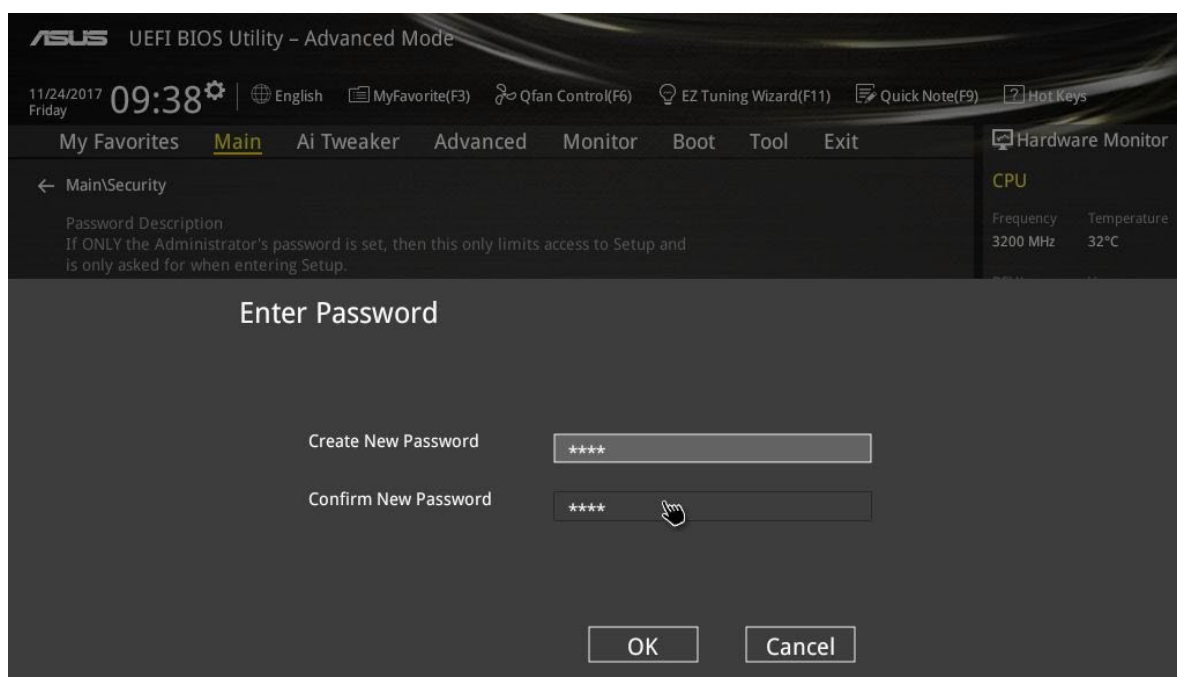 ASUS UEFI BIOS Utility – Advanced Mode
11/24/2017 Friday 09:38 English MyFavorite(F3) Qfan Control(F6) EZ Tuning Wizard(F11) Quick Note(F9) ? Hot Keys
My Favorites Main Ai Tweaker Advanced Monitor Boot Tool Exit
Hardware Monitor
← Main\Security
Password Description
If ONLY the Administrator's password is set, then this only limits access to Setup and
is only asked for when entering Setup.
CPU
Frequency Temperature
3200 MHz 32°C
Enter Password
Create New Password ****
Confirm New Password ****
OK Cancel